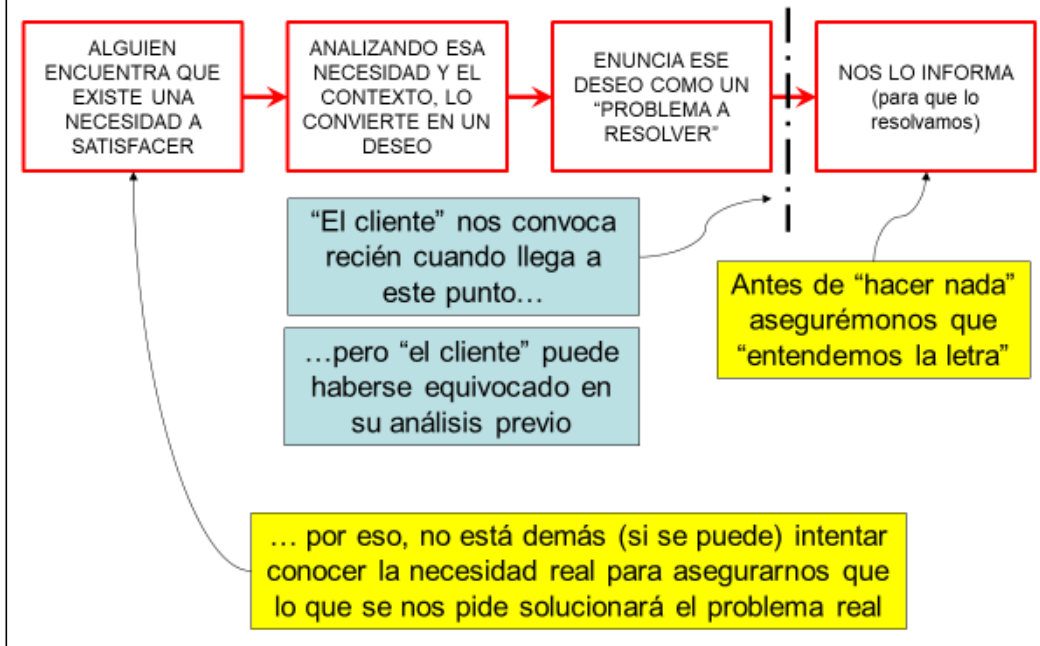 ALGUIEN
ENCUENTRA QUE
EXISTE UNA
NECESIDAD A
SATISFACER
ANALIZANDO ESA
NECESIDAD Y EL
CONTEXTO, LO
CONVIERTE EN UN
DESEO
ENUNCIA ESE
DESEO COMO UN
“PROBLEMA A
RESOLVER”
NOS LO INFORMA
(para que lo
resolvamos)
“El cliente” nos convoca
recién cuando llega a
este punto…
…pero “el cliente” puede
haberse equivocado en
su análisis previo
Antes de “hacer nada”
asegurémonos que
“entendemos la letra”
… por eso, no está demás (si se puede) intentar
conocer la necesidad real para asegurarnos que
lo que se nos pide solucionará el problema real